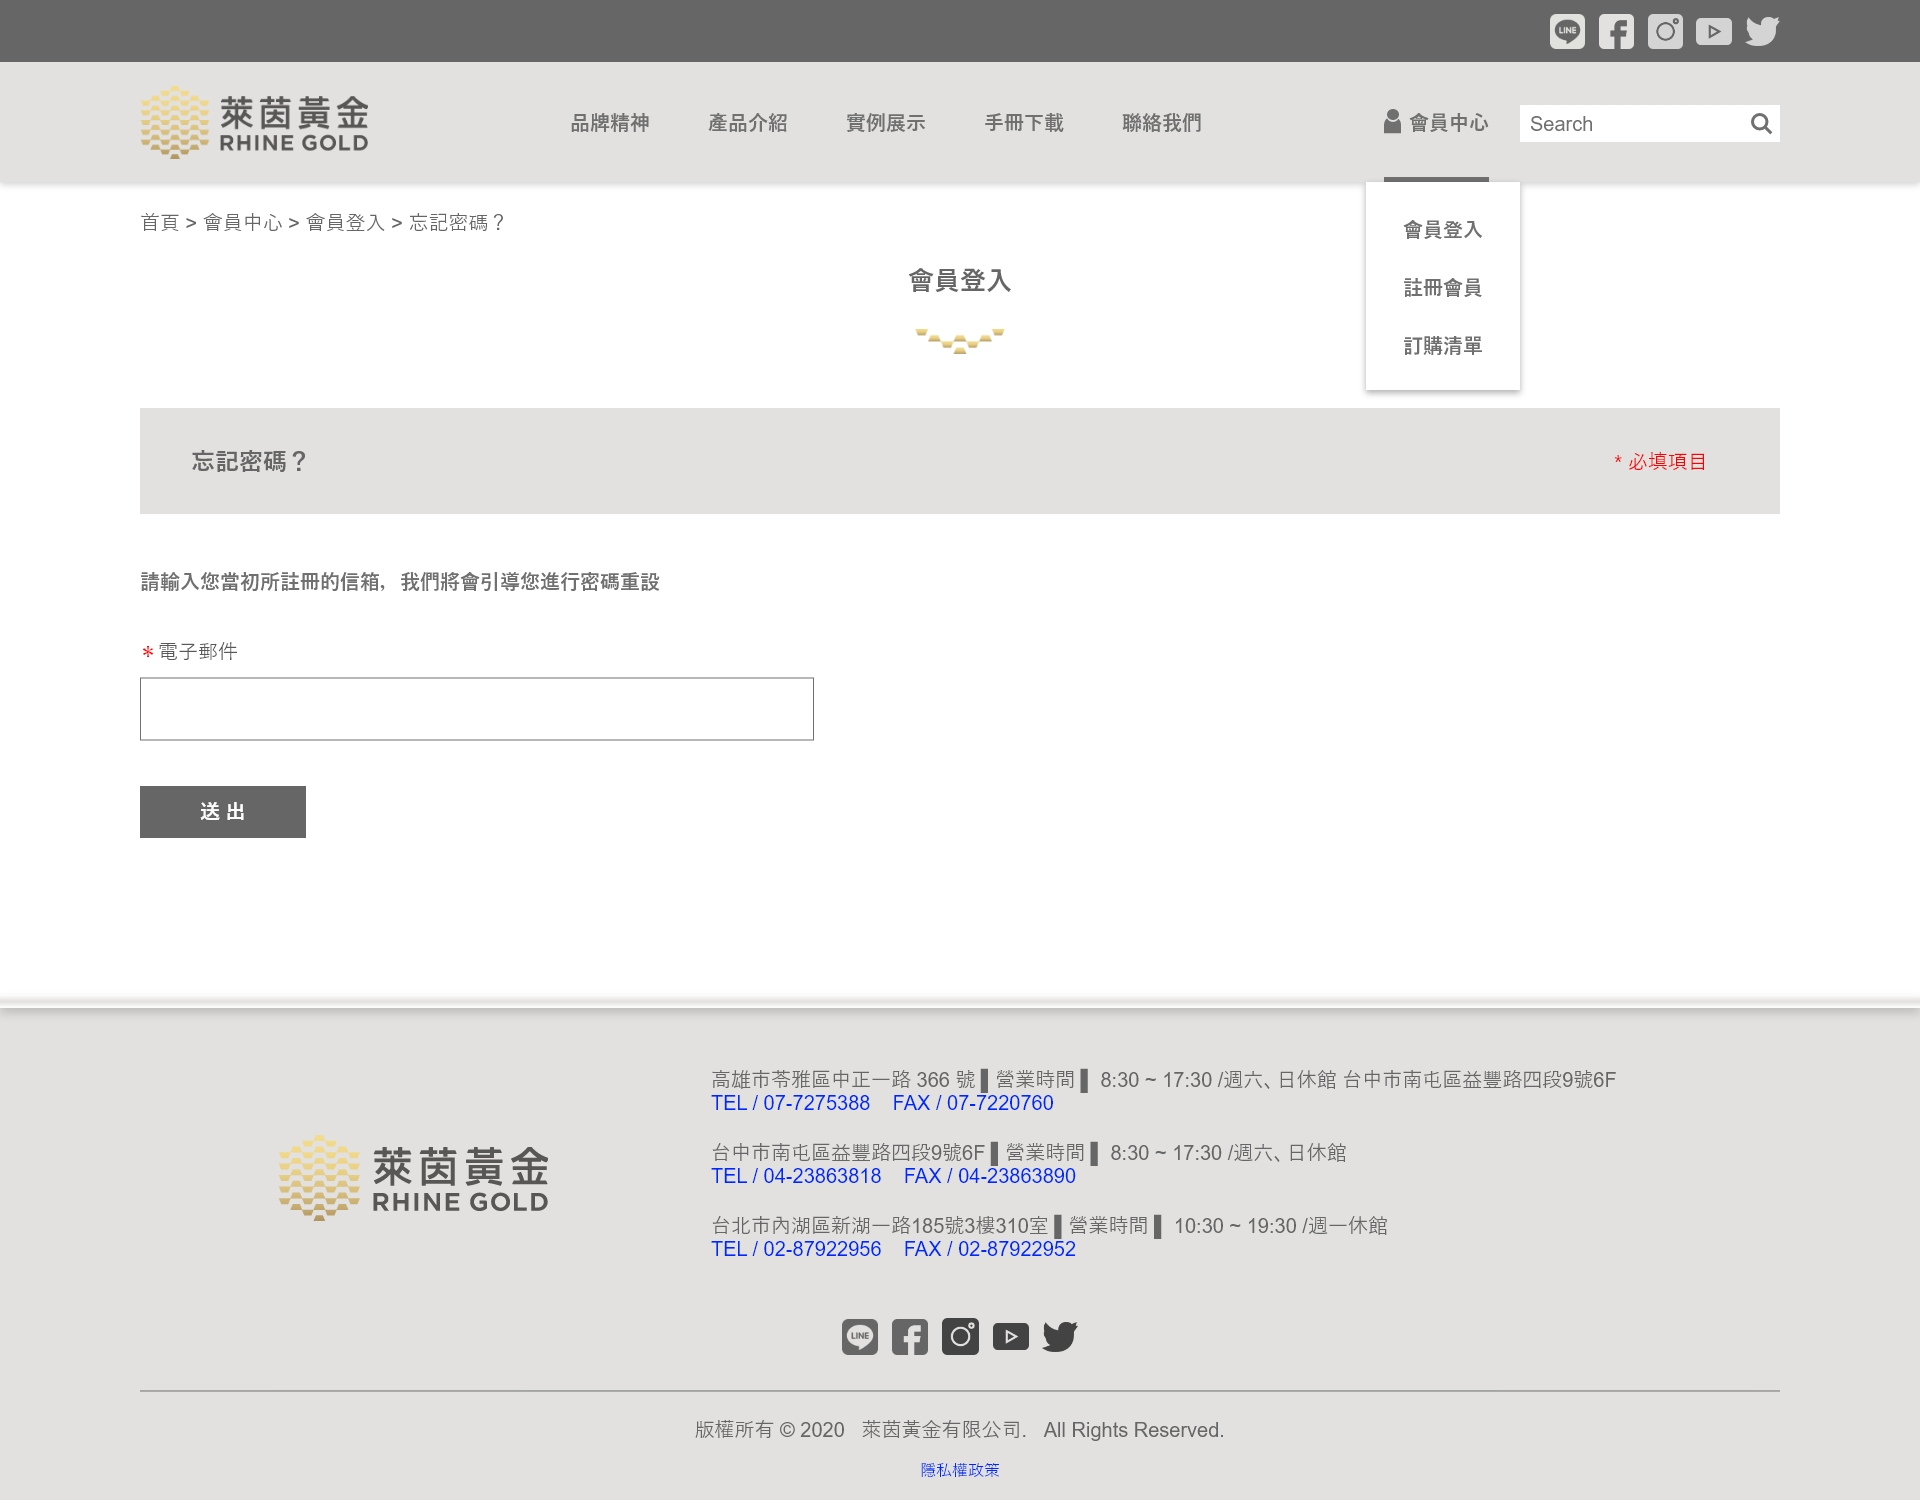 LINE
萊茵黃金
RHINE GOLD
品牌精神
產品介紹
實例展示
手冊下載
聯絡我們
會員中心
Search
會員登入
註冊會員
訂購清單
首頁 > 會員中心 > 會員登入 > 忘記密碼？
會員登入
忘記密碼？
* 必填項目
請輸入您當初所註冊的信箱，我們將會引導您進行密碼重設
*電子郵件
送 出
萊茵黃金
RHINE GOLD
高雄市苓雅區中正一路 366 號 ▌營業時間 ▌ 8:30 ~ 17:30 /週六、日休館 台中市南屯區益豐路四段9號6F
TEL / 07-7275388 FAX / 07-7220760
台中市南屯區益豐路四段9號6F ▌營業時間 ▌ 8:30 ~ 17:30 /週六、日休館
TEL / 04-23863818 FAX / 04-23863890
台北市內湖區新湖一路185號3樓310室 ▌營業時間 ▌ 10:30 ~ 19:30 /週一休館
TEL / 02-87922956 FAX / 02-87922952
LINE
版權所有 © 2020 萊茵黃金有限公司. All Rights Reserved.
隱私權政策